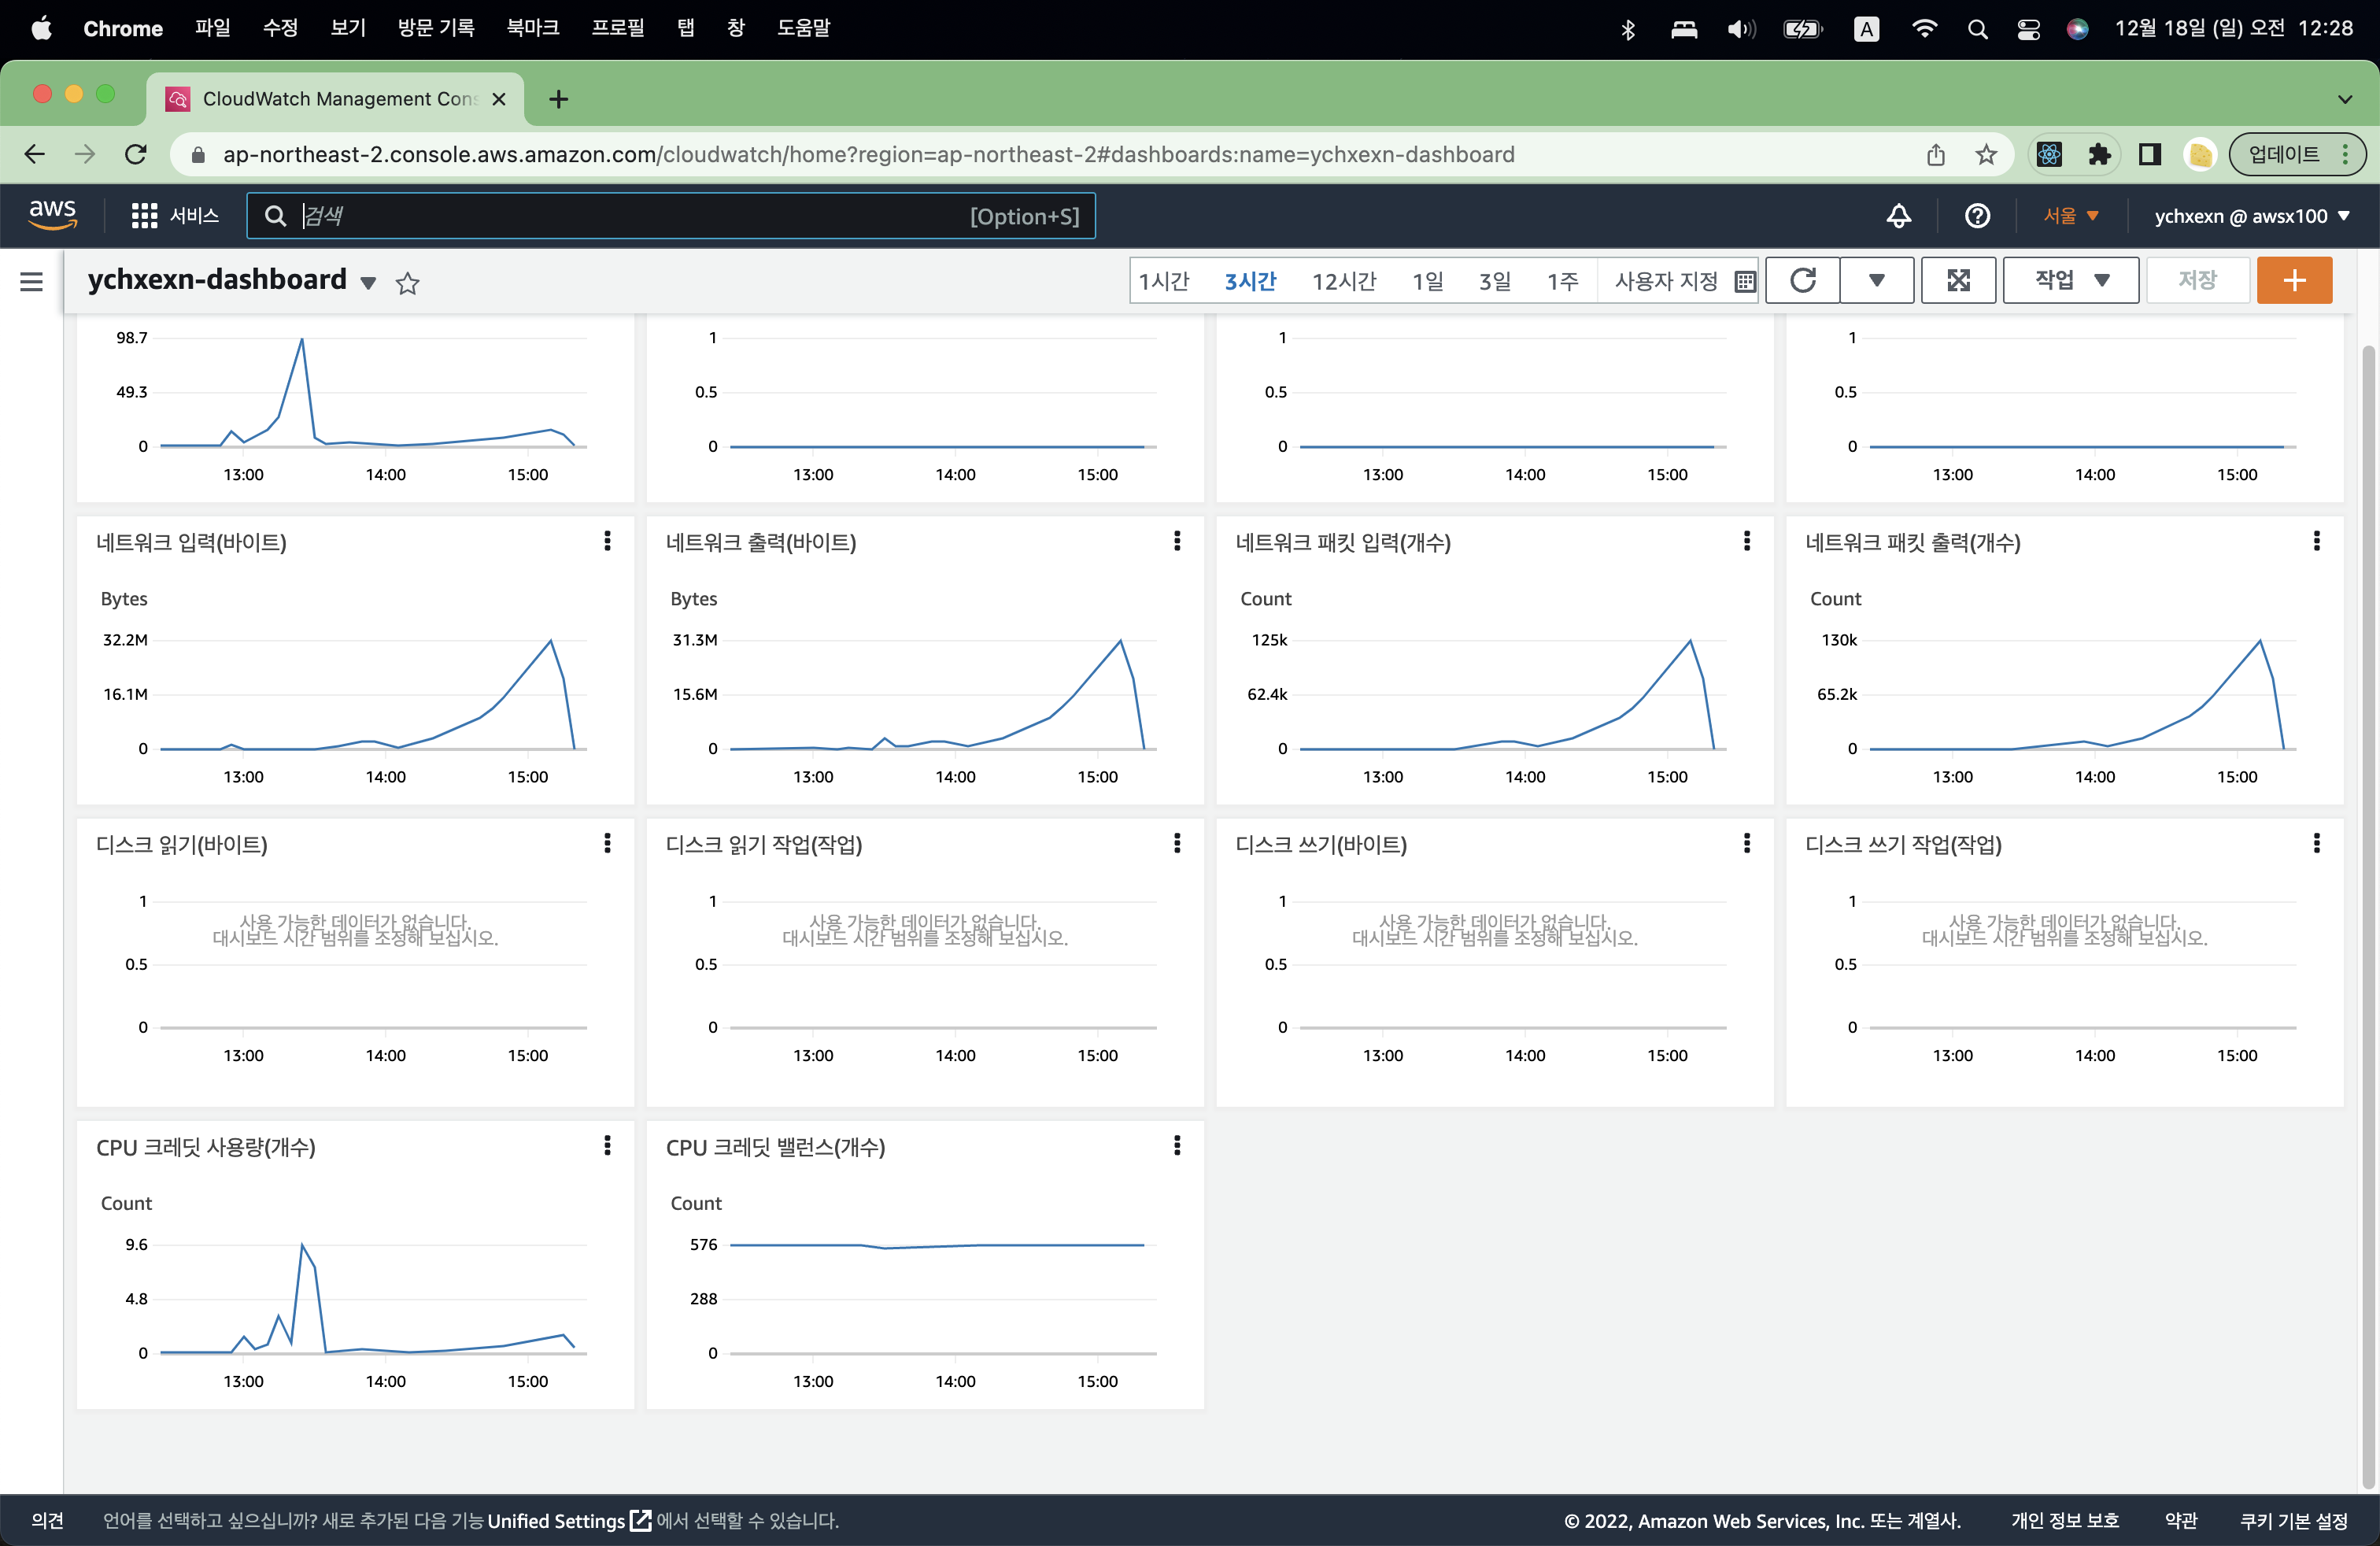 Chrome 파일 수정 보기 방문 기록 북마크 프로필 탭 창 도움말 A 12월 18일 (일) 오전 12:28
CloudWatch Management Cons
ap-northeast-2.console.aws.amazon.com/cloudwatch/home?region=ap-northeast-2#dashboards:name=ychxexn-dashboard 업데이트
aws 서비스 검색 [Option+S] 서울 ychxexn @ awsx100
ychxexn-dashboard 1시간 3시간 12시간 1일 3일 1주 사용자 지정 작업 저장
98.7 1 1 1
49.3 0.5 0.5 0.5
0 0 0 0
13:00 14:00 15:00 13:00 14:00 15:00 13:00 14:00 15:00 13:00 14:00 15:00
네트워크 입력(바이트) 네트워크 출력(바이트) 네트워크 패킷 입력(개수) 네트워크 패킷 출력(개수)
Bytes Bytes Count Count
32.2M 31.3M 125k 130k
16.1M 15.6M 62.4k 65.2k
0 0 0 0
13:00 14:00 15:00 13:00 14:00 15:00 13:00 14:00 15:00 13:00 14:00 15:00
디스크 읽기(바이트) 디스크 읽기 작업(작업) 디스크 쓰기(바이트) 디스크 쓰기 작업(작업)
1 1 1 1
사용 가능한 데이터가 없습니다. 사용 가능한 데이터가 없습니다. 사용 가능한 데이터가 없습니다. 사용 가능한 데이터가 없습니다.
대시보드 시간 범위를 조정해 보십시오. 대시보드 시간 범위를 조정해 보십시오. 대시보드 시간 범위를 조정해 보십시오. 대시보드 시간 범위를 조정해 보십시오.
0.5 0.5 0.5 0.5
0 0 0 0
13:00 14:00 15:00 13:00 14:00 15:00 13:00 14:00 15:00 13:00 14:00 15:00
CPU 크레딧 사용량(개수) CPU 크레딧 밸런스(개수)
Count Count
9.6 576
4.8 288
0 0
13:00 14:00 15:00 13:00 14:00 15:00
의견 언어를 선택하고 싶으십니까? 새로 추가된 다음 기능 Unified Settings 에서 선택할 수 있습니다. © 2022, Amazon Web Services, Inc. 또는 계열사. 개인 정보 보호 약관 쿠키 기본 설정